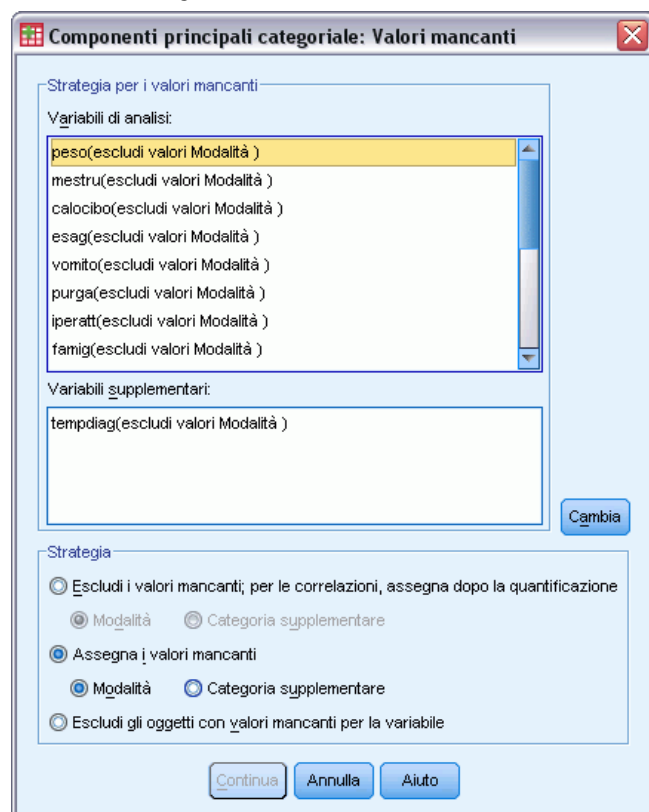 Componenti principali categoriale: Valori mancanti
Strategia per i valori mancanti
Variabili di analisi:
peso(escludi valori Modalità )
mestru(escludi valori Modalità )
calocibo(escludi valori Modalità )
esag(escludi valori Modalità )
vomito(escludi valori Modalità )
purga(escludi valori Modalità )
iperatt(escludi valori Modalità )
famig(escludi valori Modalità )
Variabili supplementari:
tempdiag(escludi valori Modalità )
Cambia
Strategia
Escludi i valori mancanti; per le correlazioni, assegna dopo la quantificazione
Modalità Categoria supplementare
Assegna i valori mancanti
Modalità Categoria supplementare
Escludi gli oggetti con valori mancanti per la variabile
Continua Annulla Aiuto